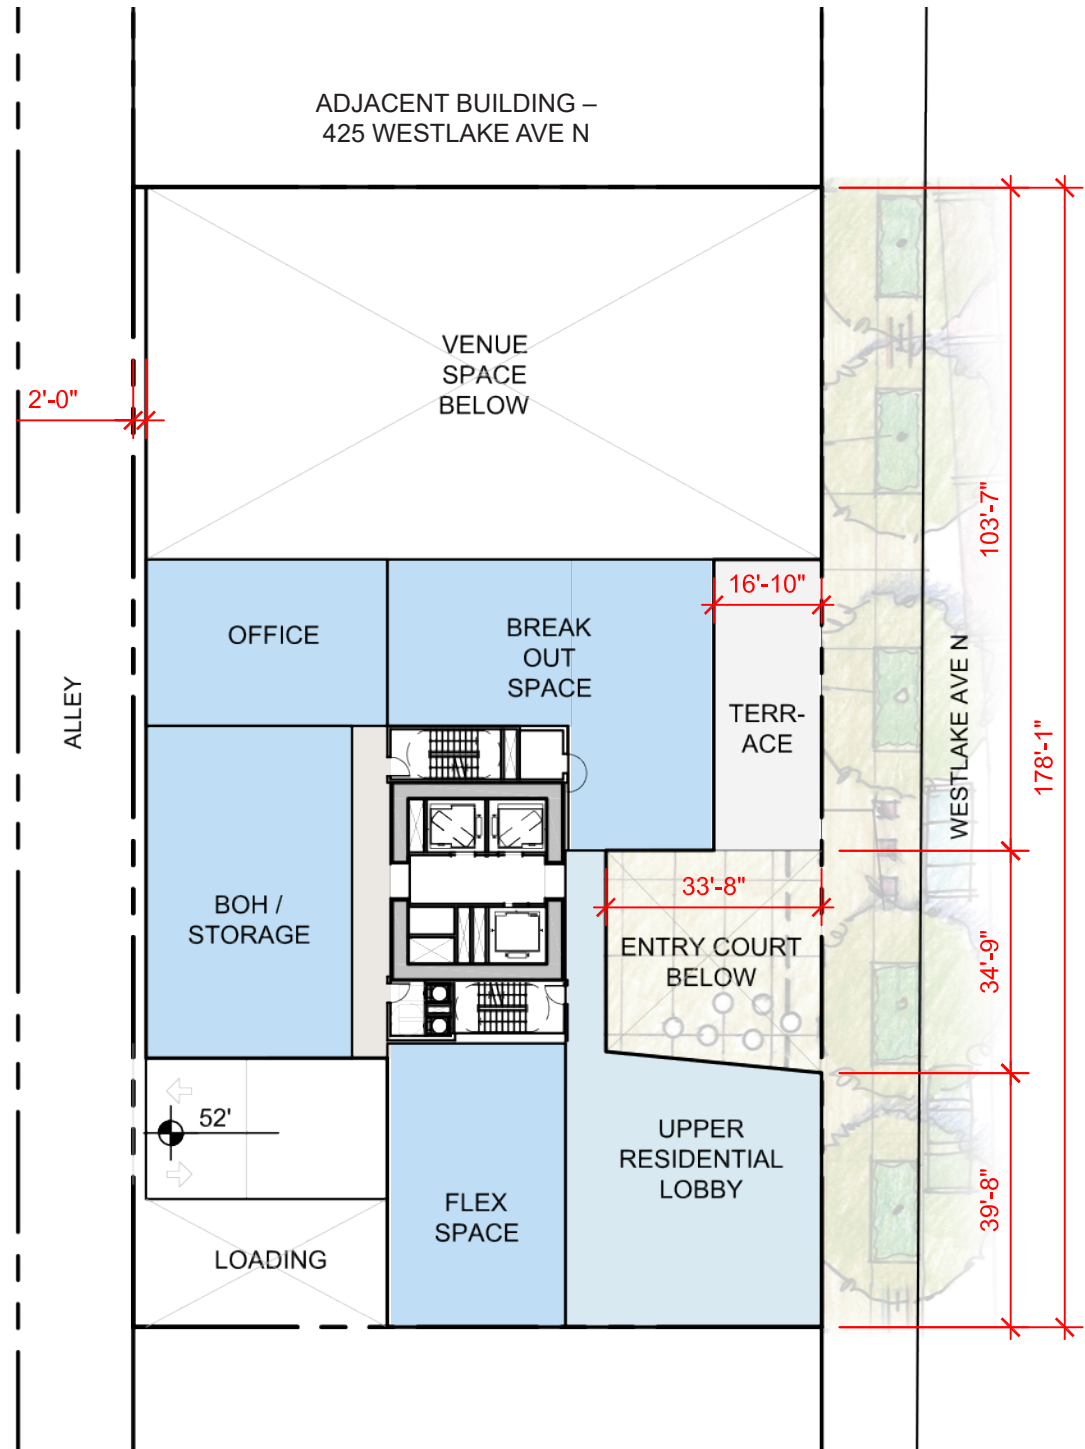 ADJACENT BUILDING –
425 WESTLAKE AVE N
VENUE
SPACE
BELOW
2'-0"
103'-7"
16'-10"
OFFICE
BREAK
OUT
SPACE
TERR-
ACE
ALLEY
WESTLAKE AVE N
178'-1"
33'-8"
BOH /
STORAGE
ENTRY COURT
BELOW
34'-9"
52'
UPPER
RESIDENTIAL
LOBBY
FLEX
SPACE
39'-8"
LOADING